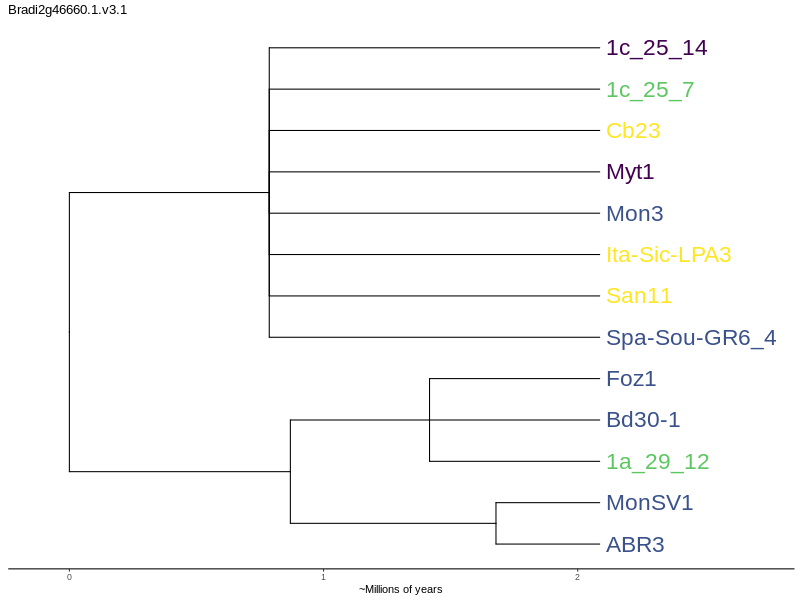 Bradi2g46660.1.v3.1
1c_25_14
1c_25_7
Cb23
Myt1
Mon3
Ita-Sic-LPA3
San11
Spa-Sou-GR6_4
Foz1
Bd30-1
1a_29_12
MonSV1
ABR3
0 1 2
~Millions of years